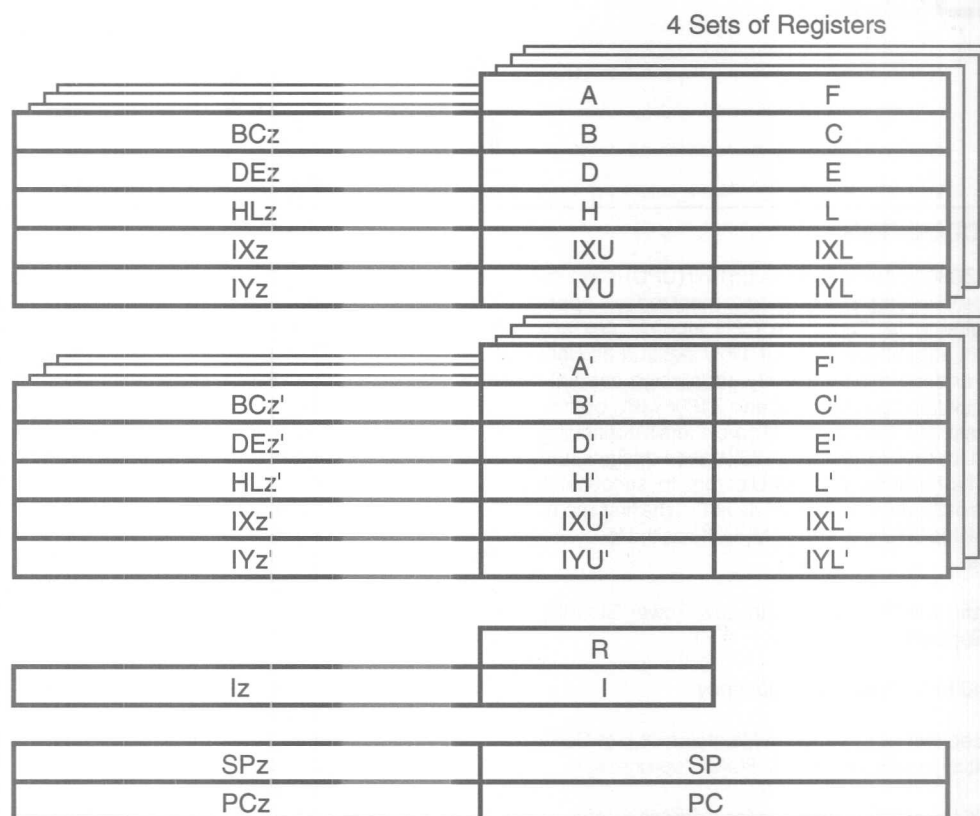 4 Sets of Registers
A F
BCz B C
DEz D E
HLz H L
IXz IXU IXL
IYz IYU IYL
A' F'
BCz' B' C'
DEz' D' E'
HLz' H' L'
IXz' IXU' IXL'
IYz' IYU' IYL'
R
Iz I
SPz SP
PCz PC